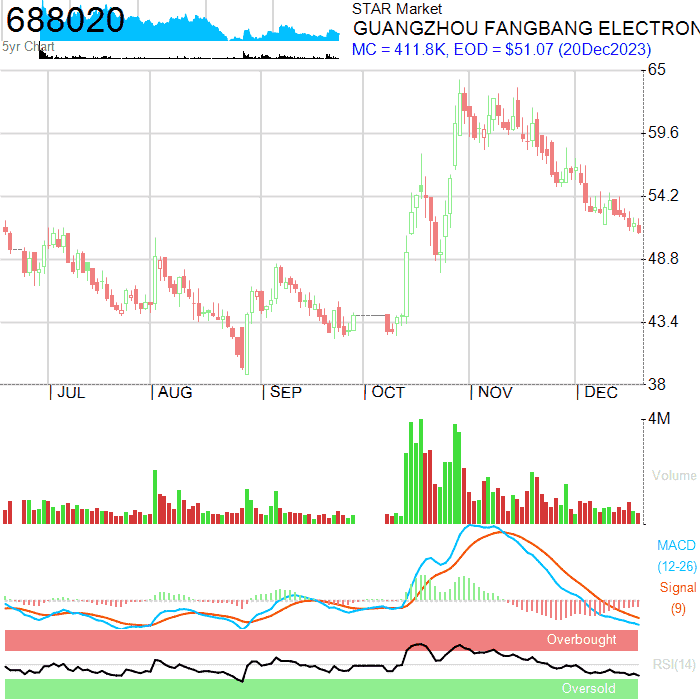 688020
5yr Chart
STAR Market
GUANGZHOU FANGBANG ELECTRON
MC = 411.8K, EOD = $51.07 (20Dec2023)
65
59.6
54.2
48.8
43.4
38
JUL
AUG
SEP
OCT
NOV
DEC
4M
Volume
MACD
(12-26)
Signal
(9)
Overbought
RSI(14)
Oversold